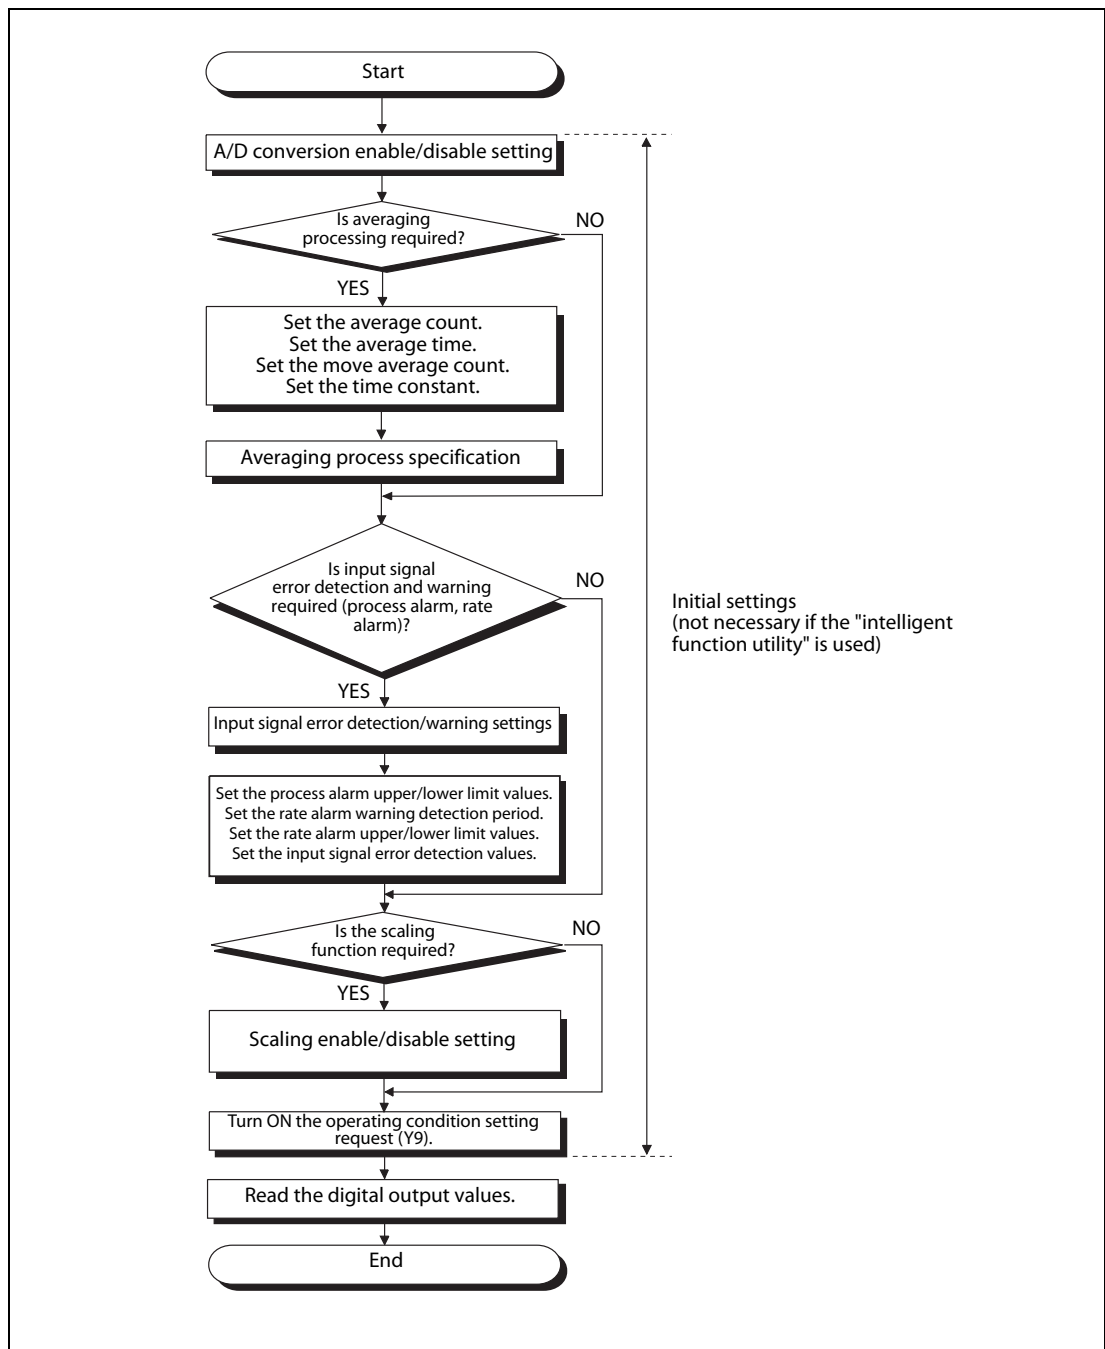 Start
A/D conversion enable/disable setting
Is averaging
processing required?
NO
YES
Set the average count.
Set the average time.
Set the move average count.
Set the time constant.
Averaging process specification
Is input signal
error detection and warning
required (process alarm, rate
alarm)?
NO
Initial settings
(not necessary if the "intelligent
function utility" is used)
YES
Input signal error detection/warning settings
Set the process alarm upper/lower limit values.
Set the rate alarm warning detection period.
Set the rate alarm upper/lower limit values.
Set the input signal error detection values.
Is the scaling
function required?
NO
YES
Scaling enable/disable setting
Turn ON the operating condition setting
request (Y9).
Read the digital output values.
End